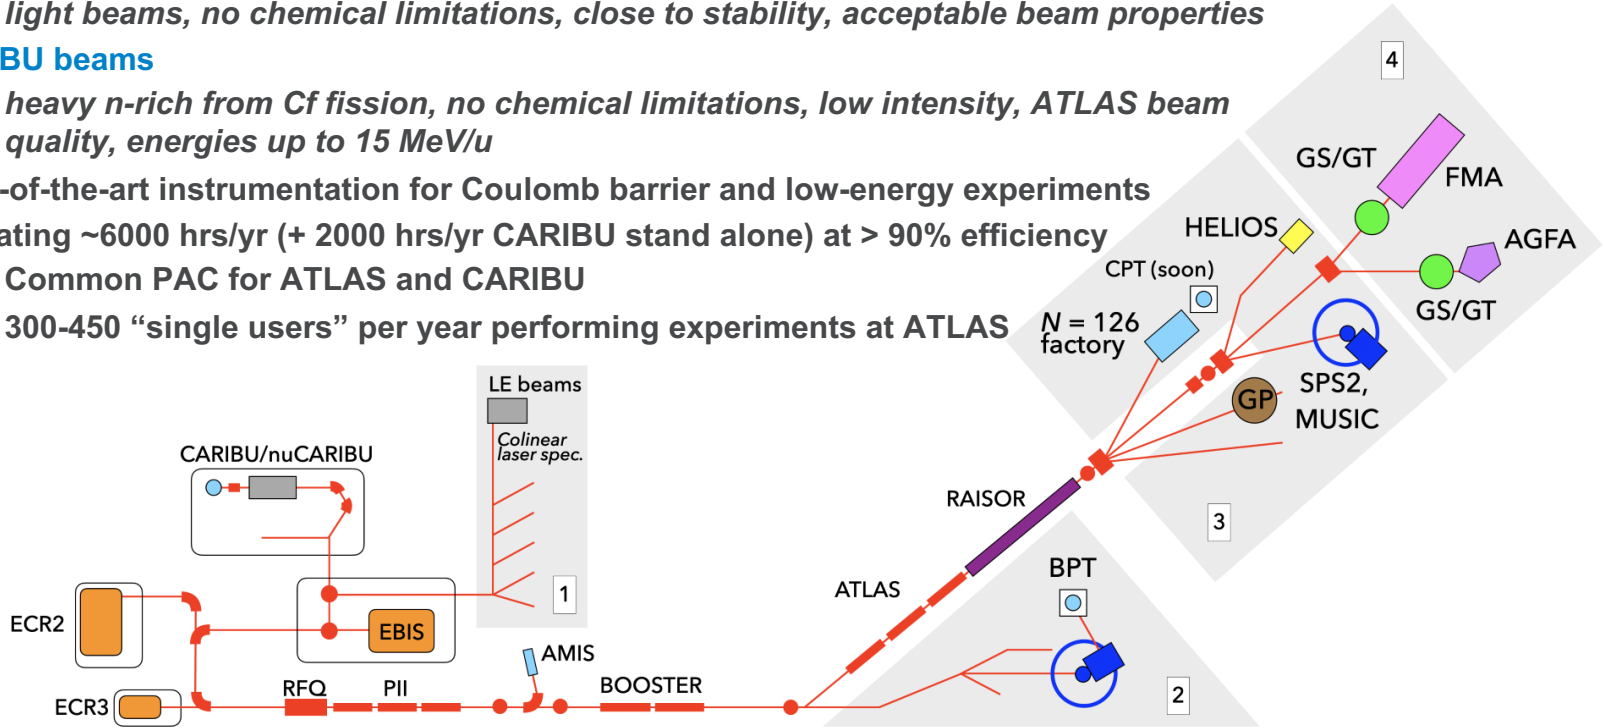 light beams, no chemical limitations, close to stability, acceptable beam properties
BU beams
heavy n-rich from Cf fission, no chemical limitations, low intensity, ATLAS beam
quality, energies up to 15 MeV/u
-of-the-art instrumentation for Coulomb barrier and low-energy experiments
ating ~6000 hrs/yr (+ 2000 hrs/yr CARIBU stand alone) at > 90% efficiency
Common PAC for ATLAS and CARIBU
300-450 “single users” per year performing experiments at ATLAS
4
GS/GT
FMA
HELIOS
AGFA
CPT (soon)
GS/GT
N = 126
factory
SPS2,
MUSIC
GP
LE beams
Colinear
laser spec.
CARIBU/nuCARIBU
RAISOR
3
BPT
ATLAS
1
ECR2
EBIS
AMIS
RFQ
PII
BOOSTER
2
ECR3